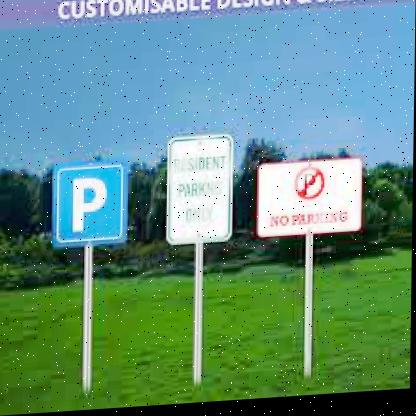 CUSTOMISABLE DESIGN &
P
RESIDENT
PARKING
ONLY
P
NO PARKING